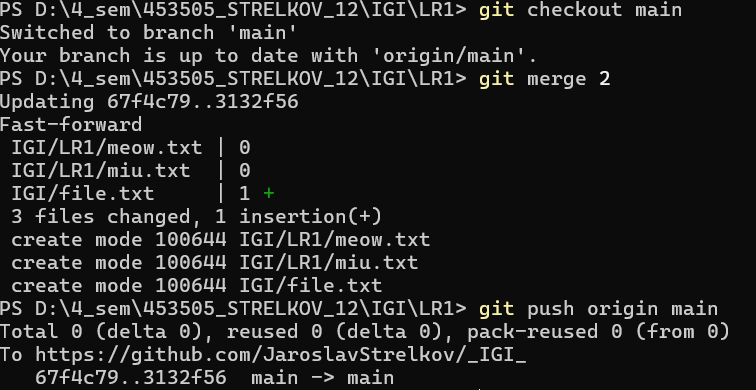 PS D:\4_sem\453505_STRELKOV_12\IGI\LR1> git checkout main
Switched to branch 'main'
Your branch is up to date with 'origin/main'.
PS D:\4_sem\453505_STRELKOV_12\IGI\LR1> git merge 2
Updating 67f4c79..3132f56
Fast-forward
 IGI/LR1/meow.txt | 0
 IGI/LR1/miu.txt  | 0
 IGI/file.txt     | 1 +
 3 files changed, 1 insertion(+)
 create mode 100644 IGI/LR1/meow.txt
 create mode 100644 IGI/LR1/miu.txt
 create mode 100644 IGI/file.txt
PS D:\4_sem\453505_STRELKOV_12\IGI\LR1> git push origin main
Total 0 (delta 0), reused 0 (delta 0), pack-reused 0 (from 0)
To https://github.com/JaroslavStrelkov/_IGI_
   67f4c79..3132f56  main -> main